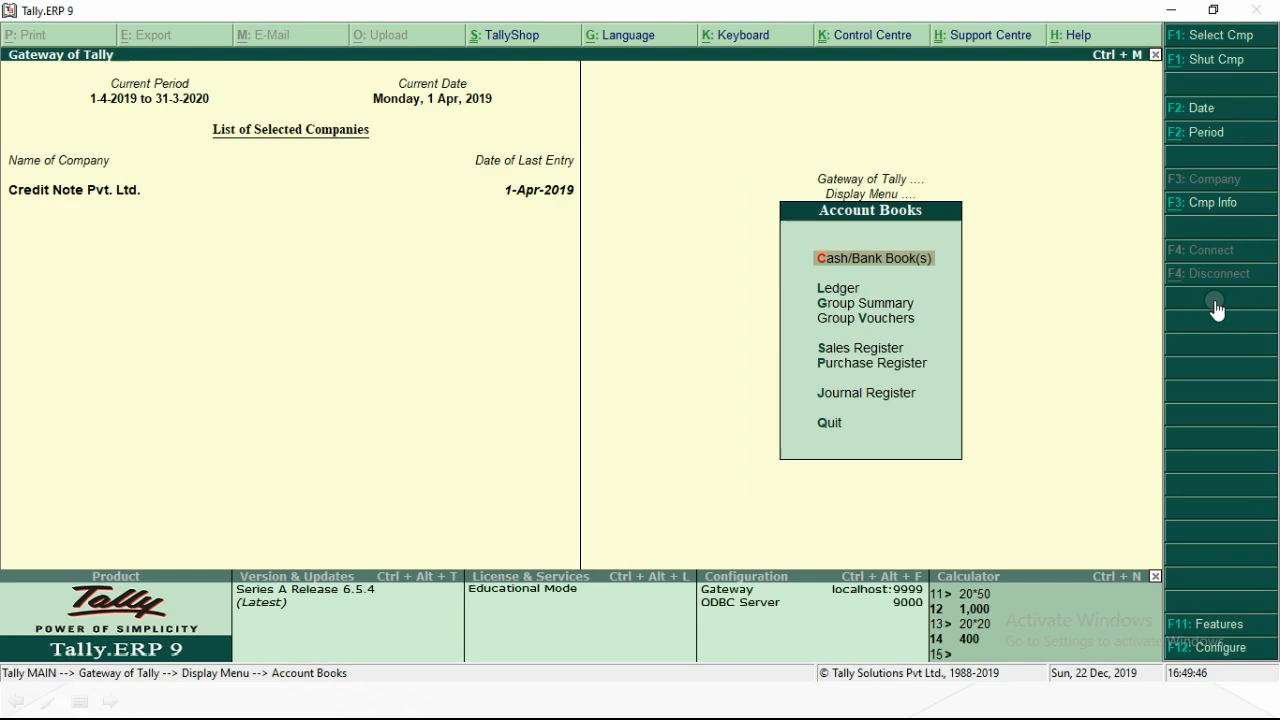 Tally.ERP 9
P: Print
E: Export
M: E-Mail
O: Upload
S: TallyShop
G: Language
K: Keyboard
K: Control Centre
H: Support Centre
H: Help
Gateway of Tally
Ctrl + M
Current Period
1-4-2019 to 31-3-2020
Current Date
Monday, 1 Apr, 2019
List of Selected Companies
Name of Company
Date of Last Entry
Credit Note Pvt. Ltd.
1-Apr-2019
Gateway of Tally ....
Display Menu ....
Account Books
Cash/Bank Book(s)
Ledger
Group Summary
Group Vouchers
Sales Register
Purchase Register
Journal Register
Quit
F1: Select Cmp
F1: Shut Cmp
F2: Date
F2: Period
F3: Company
F3: Cmp Info
F4: Connect
F4: Disconnect
F11: Features
F12: Configure
Product
Tally
POWER OF SIMPLICITY
Tally.ERP 9
Version & Updates Ctrl + Alt + T
Series A Release 6.5.4
(Latest)
License & Services Ctrl + Alt + L
Educational Mode
Configuration Ctrl + Alt + F
Gateway localhost:9999
ODBC Server 9000
Calculator Ctrl + N
11> 20*50
12 1,000
13> 20*20
14 400
15>
Activate Windows
Go to Settings to activate Windows.
Tally MAIN --> Gateway of Tally --> Display Menu --> Account Books
© Tally Solutions Pvt Ltd., 1988-2019
Sun, 22 Dec, 2019
16:49:46